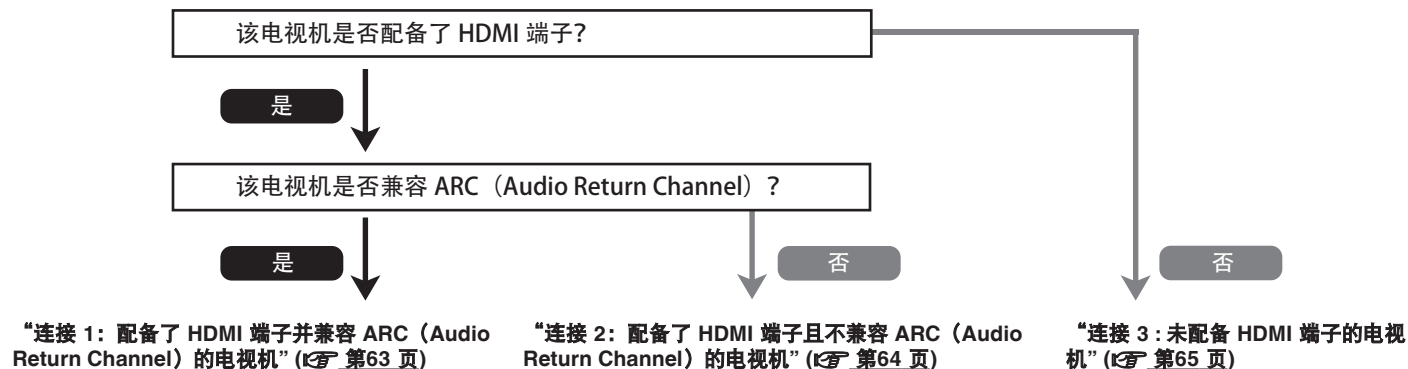 该电视机是否配备了 HDMI 端子？
是
该电视机是否兼容 ARC（Audio Return Channel）？
是
否
否
“连接 1：配备了 HDMI 端子并兼容 ARC（Audio
Return Channel）的电视机” (☞ 第63 页)
“连接 2：配备了 HDMI 端子且不兼容 ARC（Audio
Return Channel）的电视机” (☞ 第64 页)
“连接 3 : 未配备 HDMI 端子的电视
机” (☞ 第65 页)